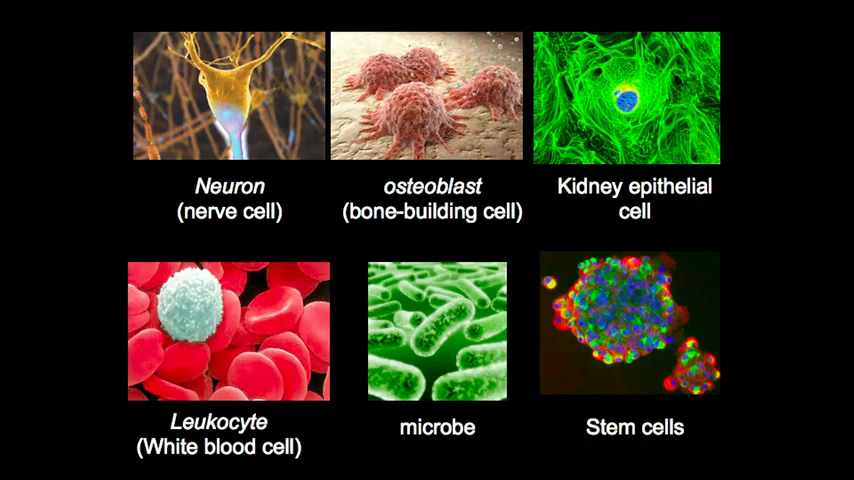 Neuron
(nerve cell)
osteoblast
(bone-building cell)
Kidney epithelial
cell
Leukocyte
(White blood cell)
microbe
Stem cells